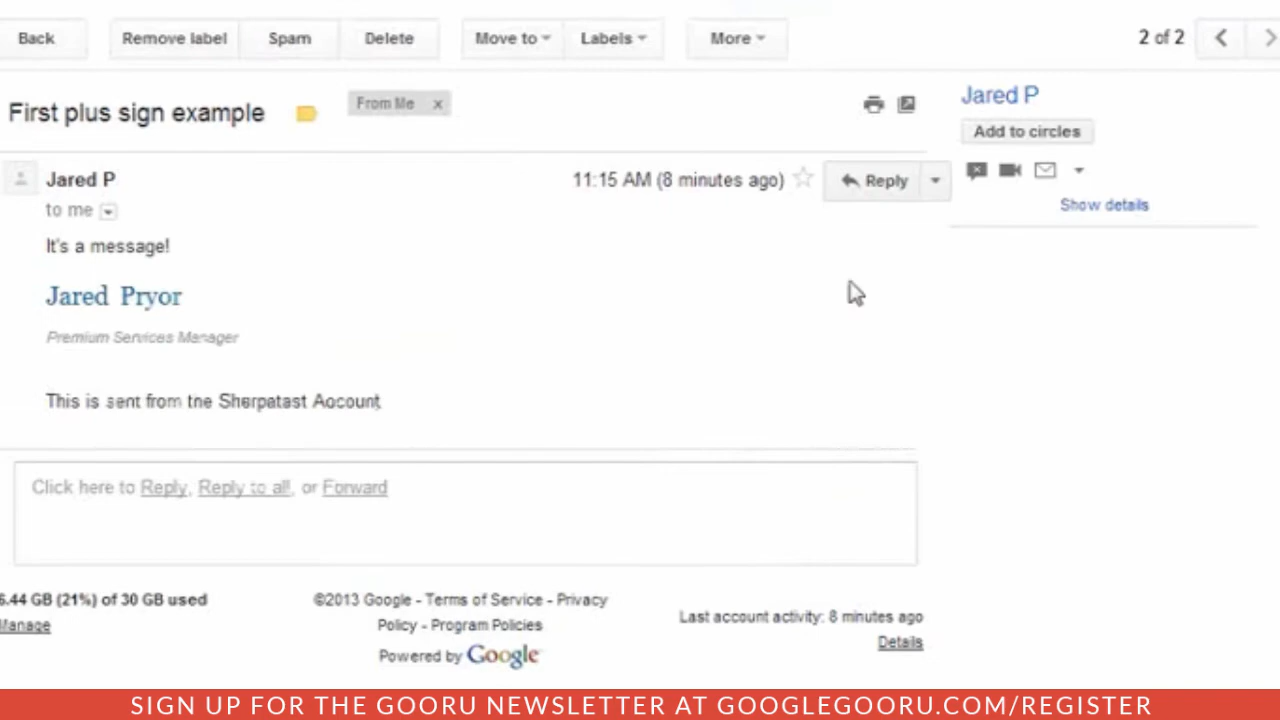 Back Remove label Spam Delete Move to Labels More 2 of 2
First plus sign example From Me x
Jared P
Add to circles
Show details
Jared P 11:15 AM (8 minutes ago) Reply
to me
It's a message!
Jared Pryor
Premium Services Manager
This is sent from the Sherpatast Account
Click here to Reply, Reply to all, or Forward
6.44 GB (21%) of 30 GB used
Manage
©2013 Google - Terms of Service - Privacy
Policy - Program Policies
Powered by Google
Last account activity: 8 minutes ago
Details
SIGN UP FOR THE GOORU NEWSLETTER AT GOOGLEGOORU.COM/REGISTER